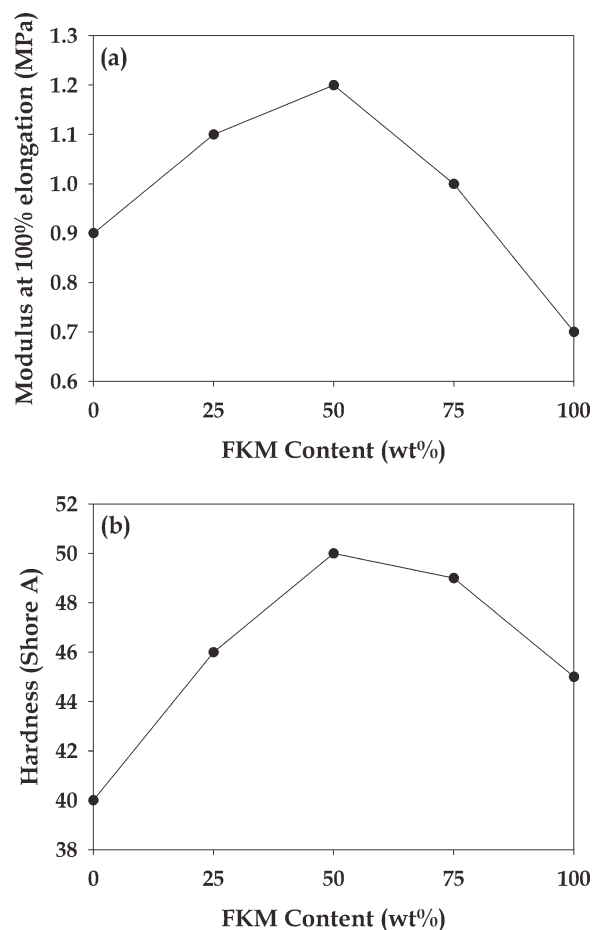 (a)
Modulus at 100% elongation (MPa)
1.3
1.2
1.1
1.0
0.9
0.8
0.7
0.6
0 25 50 75 100
FKM Content (wt%)
(b)
Hardness (Shore A)
52
50
48
46
44
42
40
38
0 25 50 75 100
FKM Content (wt%)